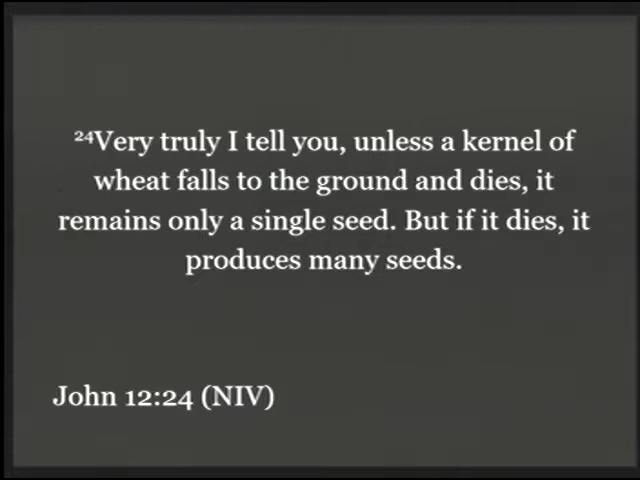 ²⁴Very truly I tell you, unless a kernel of
wheat falls to the ground and dies, it
remains only a single seed. But if it dies, it
produces many seeds.
John 12:24 (NIV)